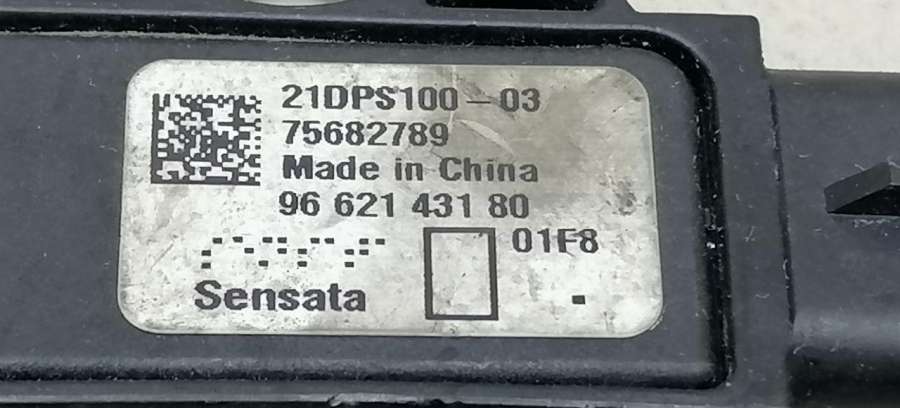 21DPS100-03
75682789
Made in China
96 621 431 80
01F8
Sensata